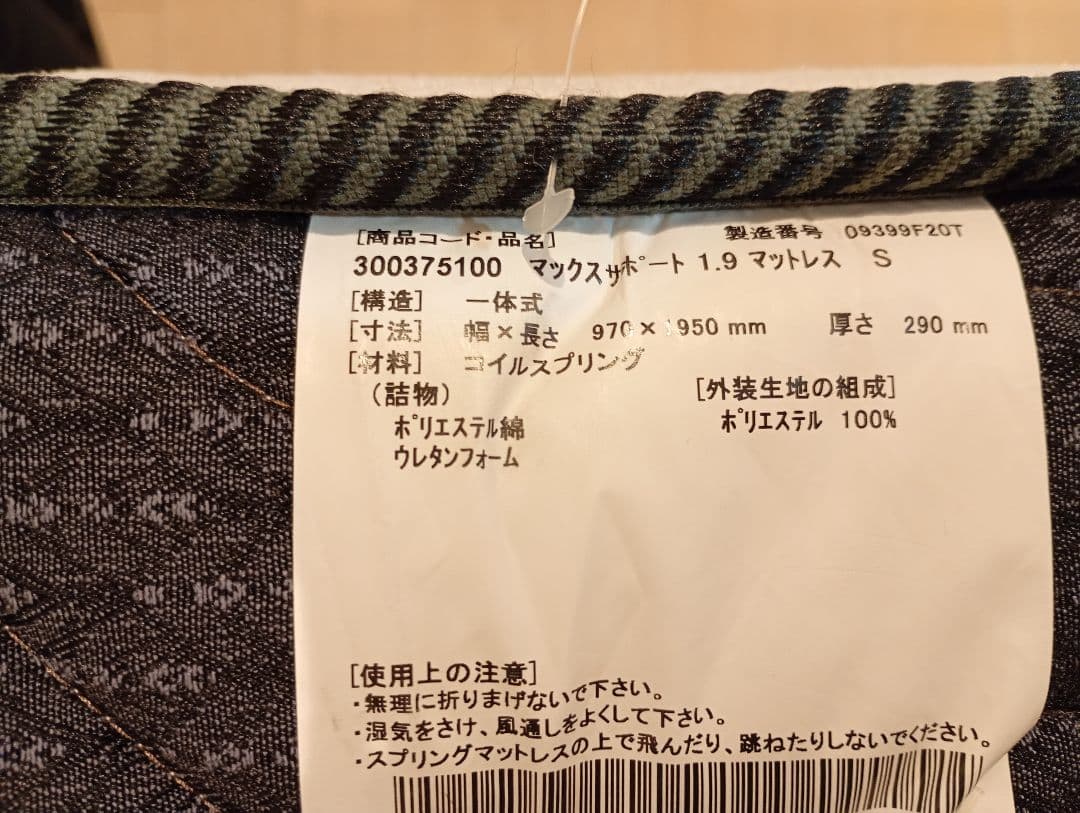 [商品コード・品名] 製造番号 09399F20T
300375100 マックスサポート 1.9 マットレス S
[構造] 一体式
[寸法] 幅×長さ 970×1950 mm 厚さ 290 mm
[材料] コイルスプリング
(詰物) [外装生地の組成]
ポリエステル綿 ポリエステル 100%
ウレタンフォーム
[使用上の注意]
・無理に折りまげないで下さい。
・湿気をさけ、風通しをよくして下さい。
・スプリングマットレスの上で飛んだり、跳ねたりしないでください。